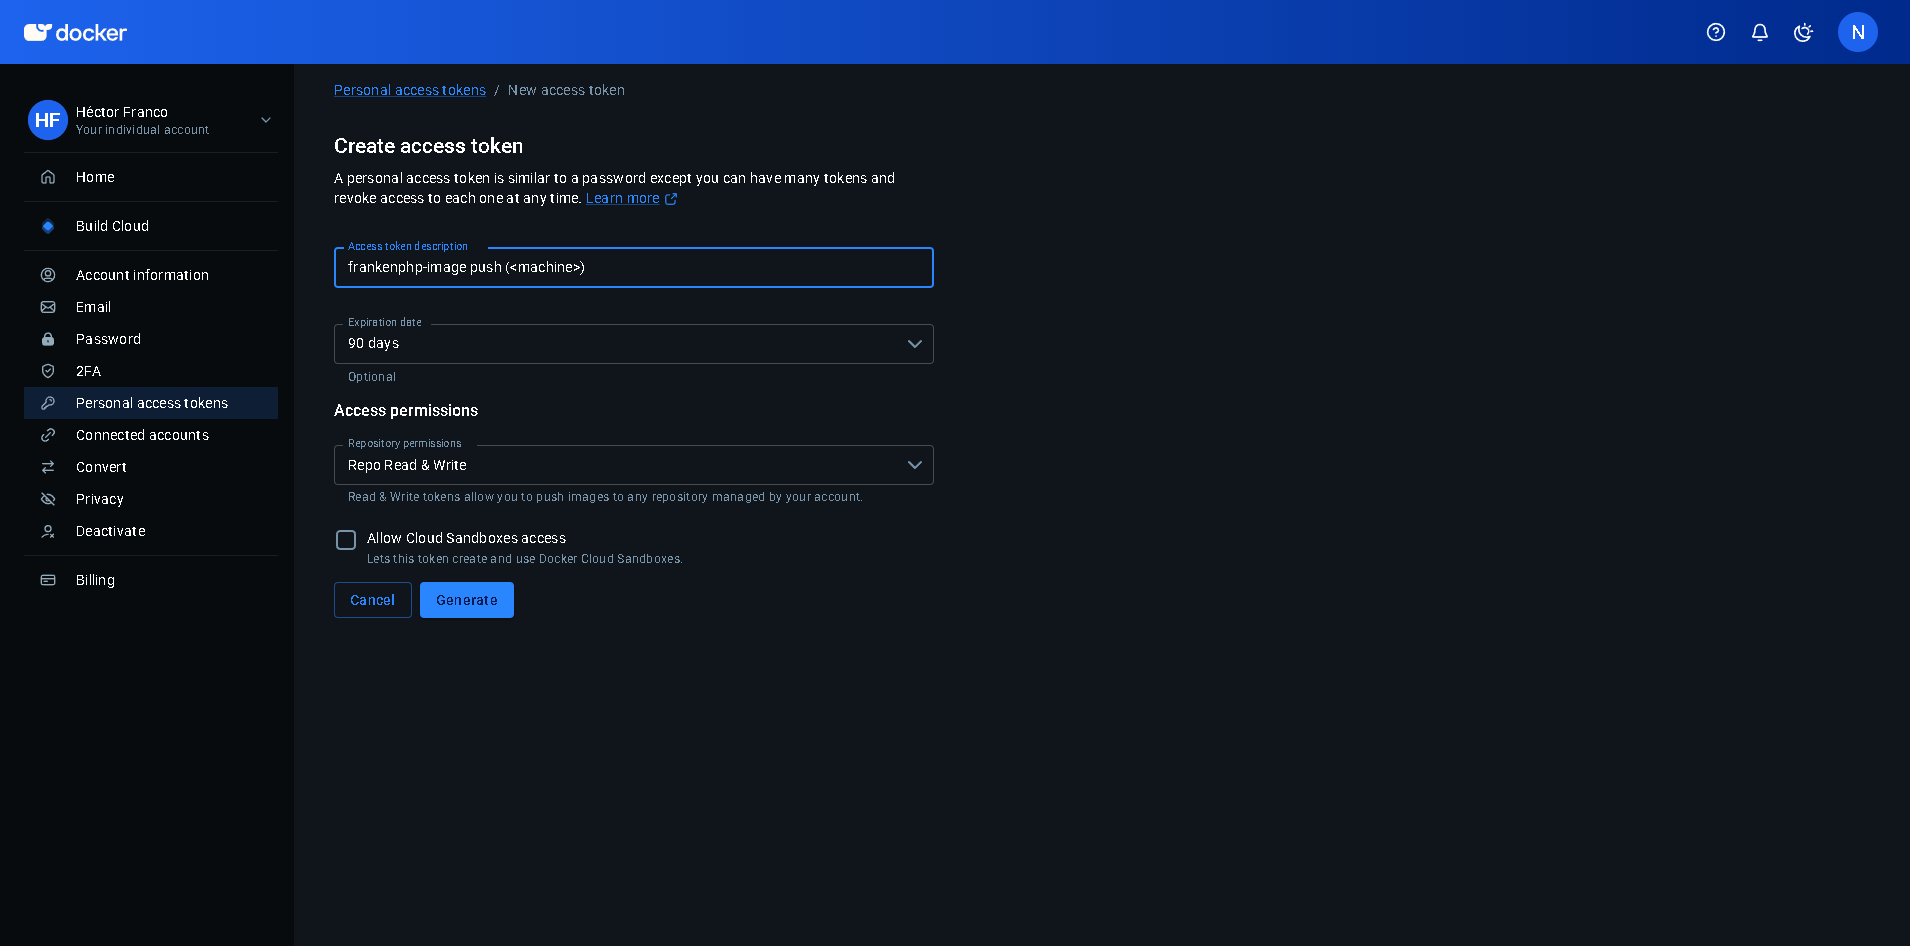 docker
N
HF
Héctor Franco
Your individual account
Home
Build Cloud
Account information
Email
Password
2FA
Personal access tokens
Connected accounts
Convert
Privacy
Deactivate
Billing
Personal access tokens / New access token
Create access token
A personal access token is similar to a password except you can have many tokens and
revoke access to each one at any time. Learn more
Access token description
frankenphp-image push (<machine>)
Expiration date
90 days
Optional
Access permissions
Repository permissions
Repo Read & Write
Read & Write tokens allow you to push images to any repository managed by your account.
Allow Cloud Sandboxes access
Lets this token create and use Docker Cloud Sandboxes.
Cancel
Generate